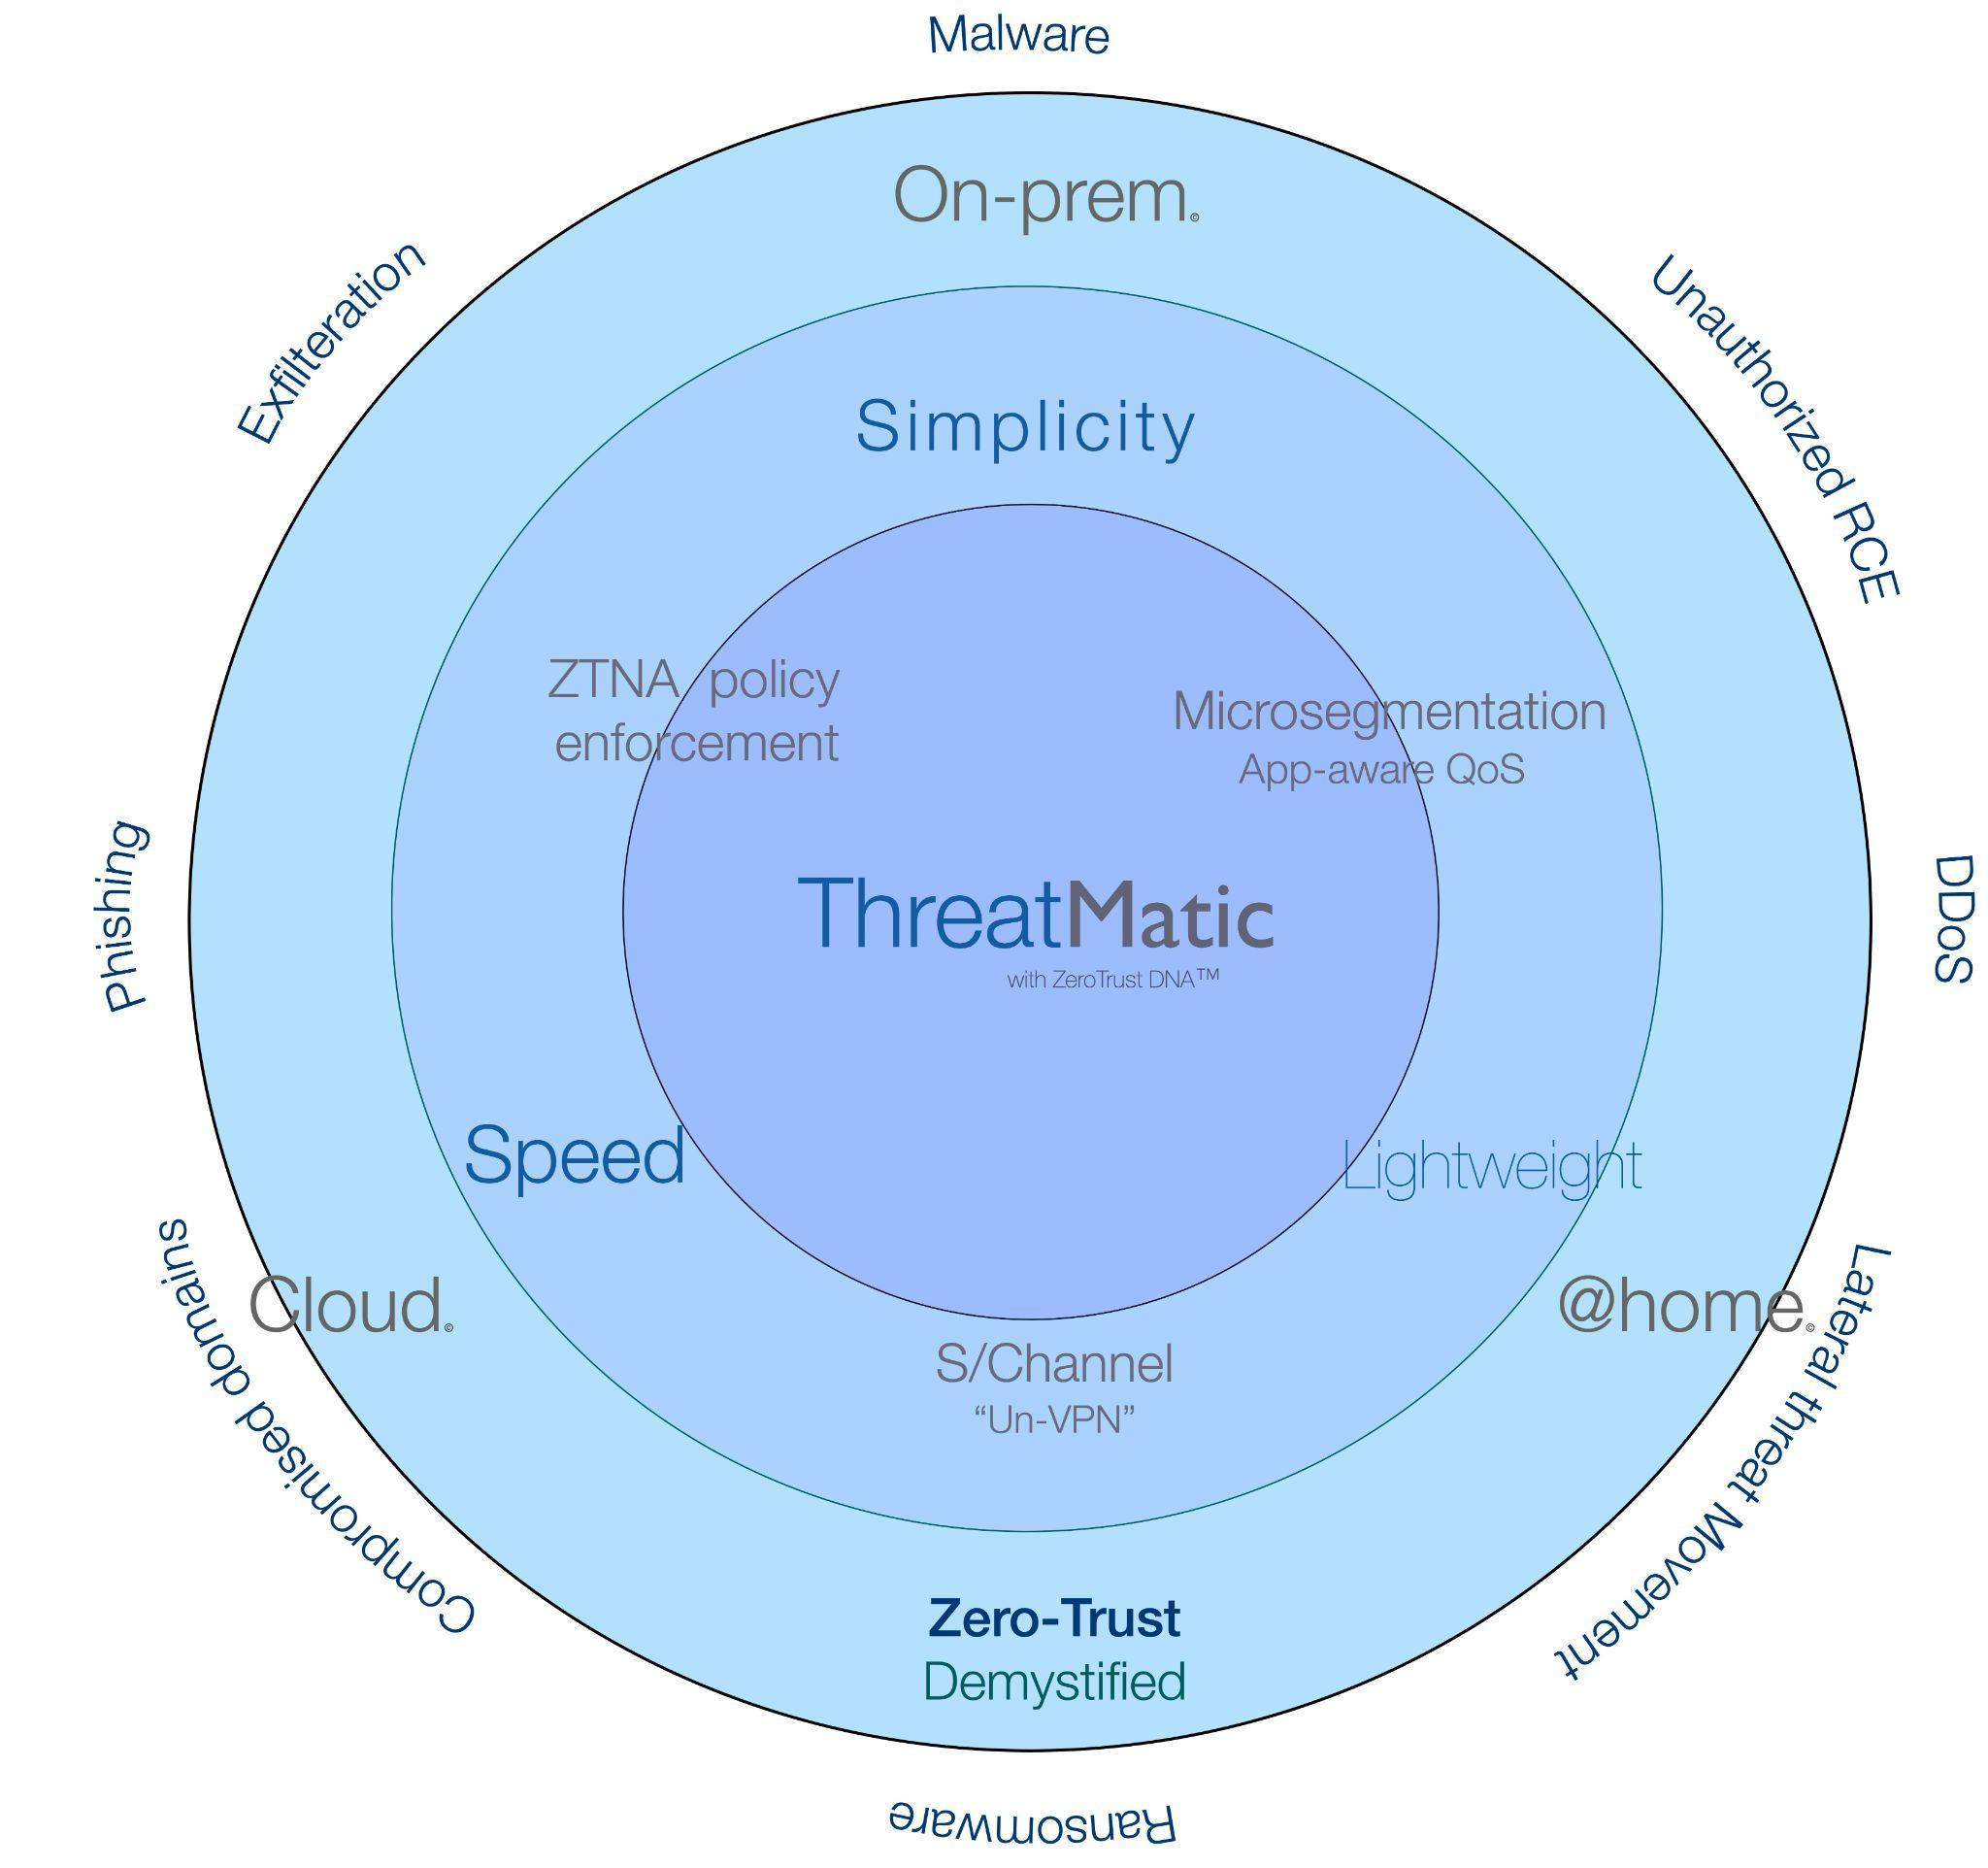 Malware
On-prem©
Exfilteration
Unauthorized RCE
Simplicity
ZTNA policy
enforcement
Microsegmentation
App-aware QoS
Phishing
ThreatMatic
with ZeroTrust DNA™
DDoS
Speed
Lightweight
Compromised domains
Cloud©
@home©
Lateral threat Movement
S/Channel
“Un-VPN”
Zero-Trust
Demystified
Ransomware